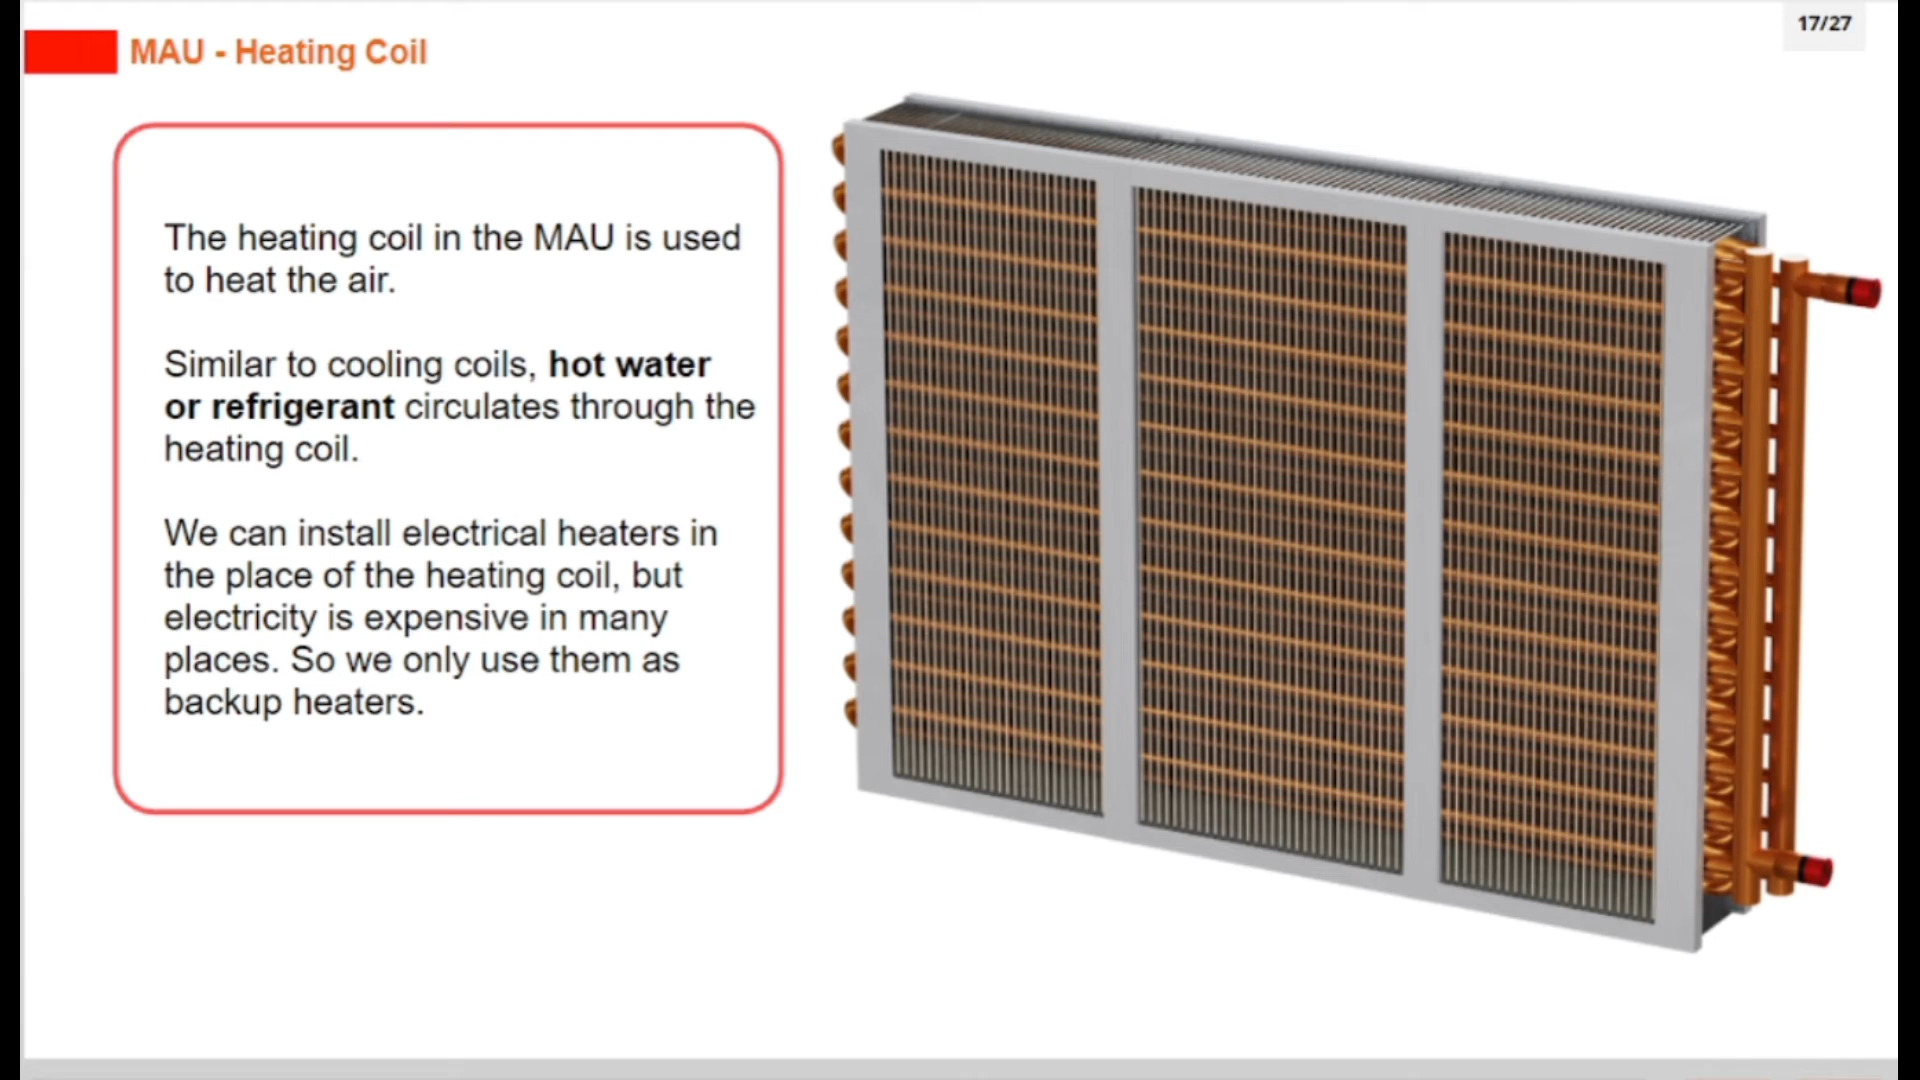 17/27
MAU - Heating Coil
The heating coil in the MAU is used
to heat the air.
Similar to cooling coils, hot water
or refrigerant circulates through the
heating coil.
We can install electrical heaters in
the place of the heating coil, but
electricity is expensive in many
places. So we only use them as
backup heaters.